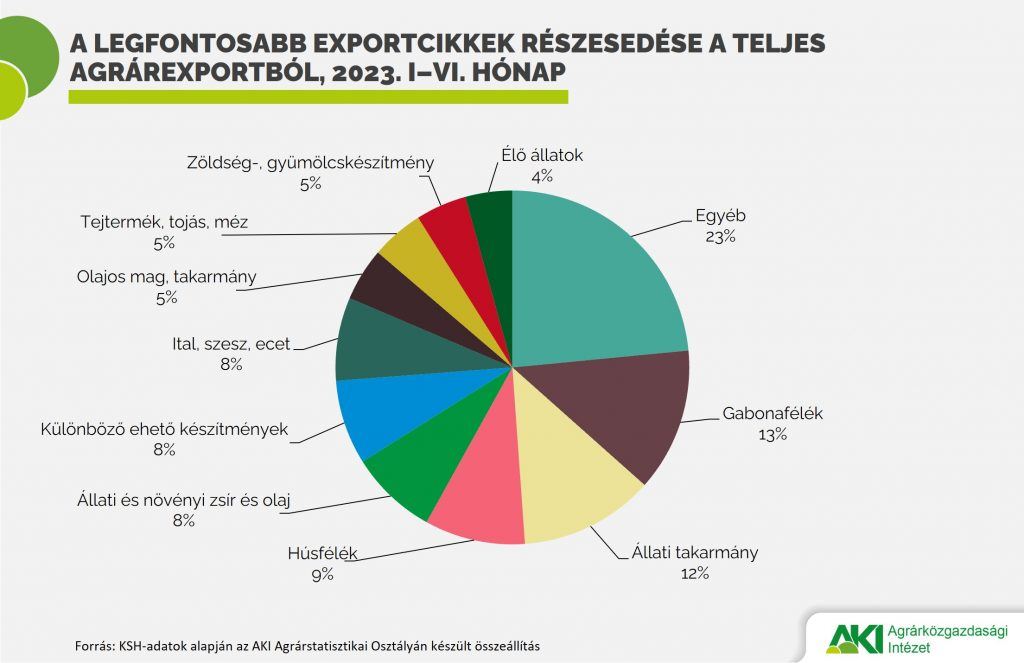 A LEGFONTOSABB EXPORTCIKKEK RÉSZESEDÉSE A TELJES
AGRÁREXPORTBÓL, 2023. I–VI. HÓNAP
Élő állatok
4%
Zöldség-, gyümölcskészítmény
5%
Egyéb
23%
Tejtermék, tojás, méz
5%
Olajos mag, takarmány
5%
Ital, szesz, ecet
8%
Gabonafélék
13%
Különböző ehető készítmények
8%
Állati és növényi zsír és olaj
8%
Húsfélék
9%
Állati takarmány
12%
Forrás: KSH-adatok alapján az AKI Agrárstatisztikai Osztályán készült összeállítás
AKI
Agrárközgazdasági
Intézet